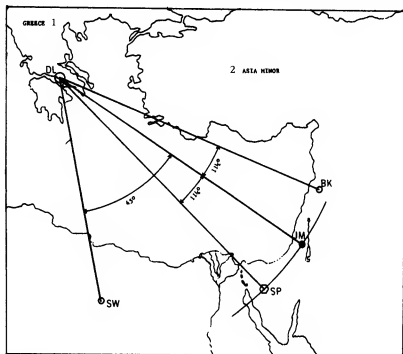 GREECE 1
DL
2 ASIA MINOR
11¼°
BK
11¼°
45°
JM
SP
SW